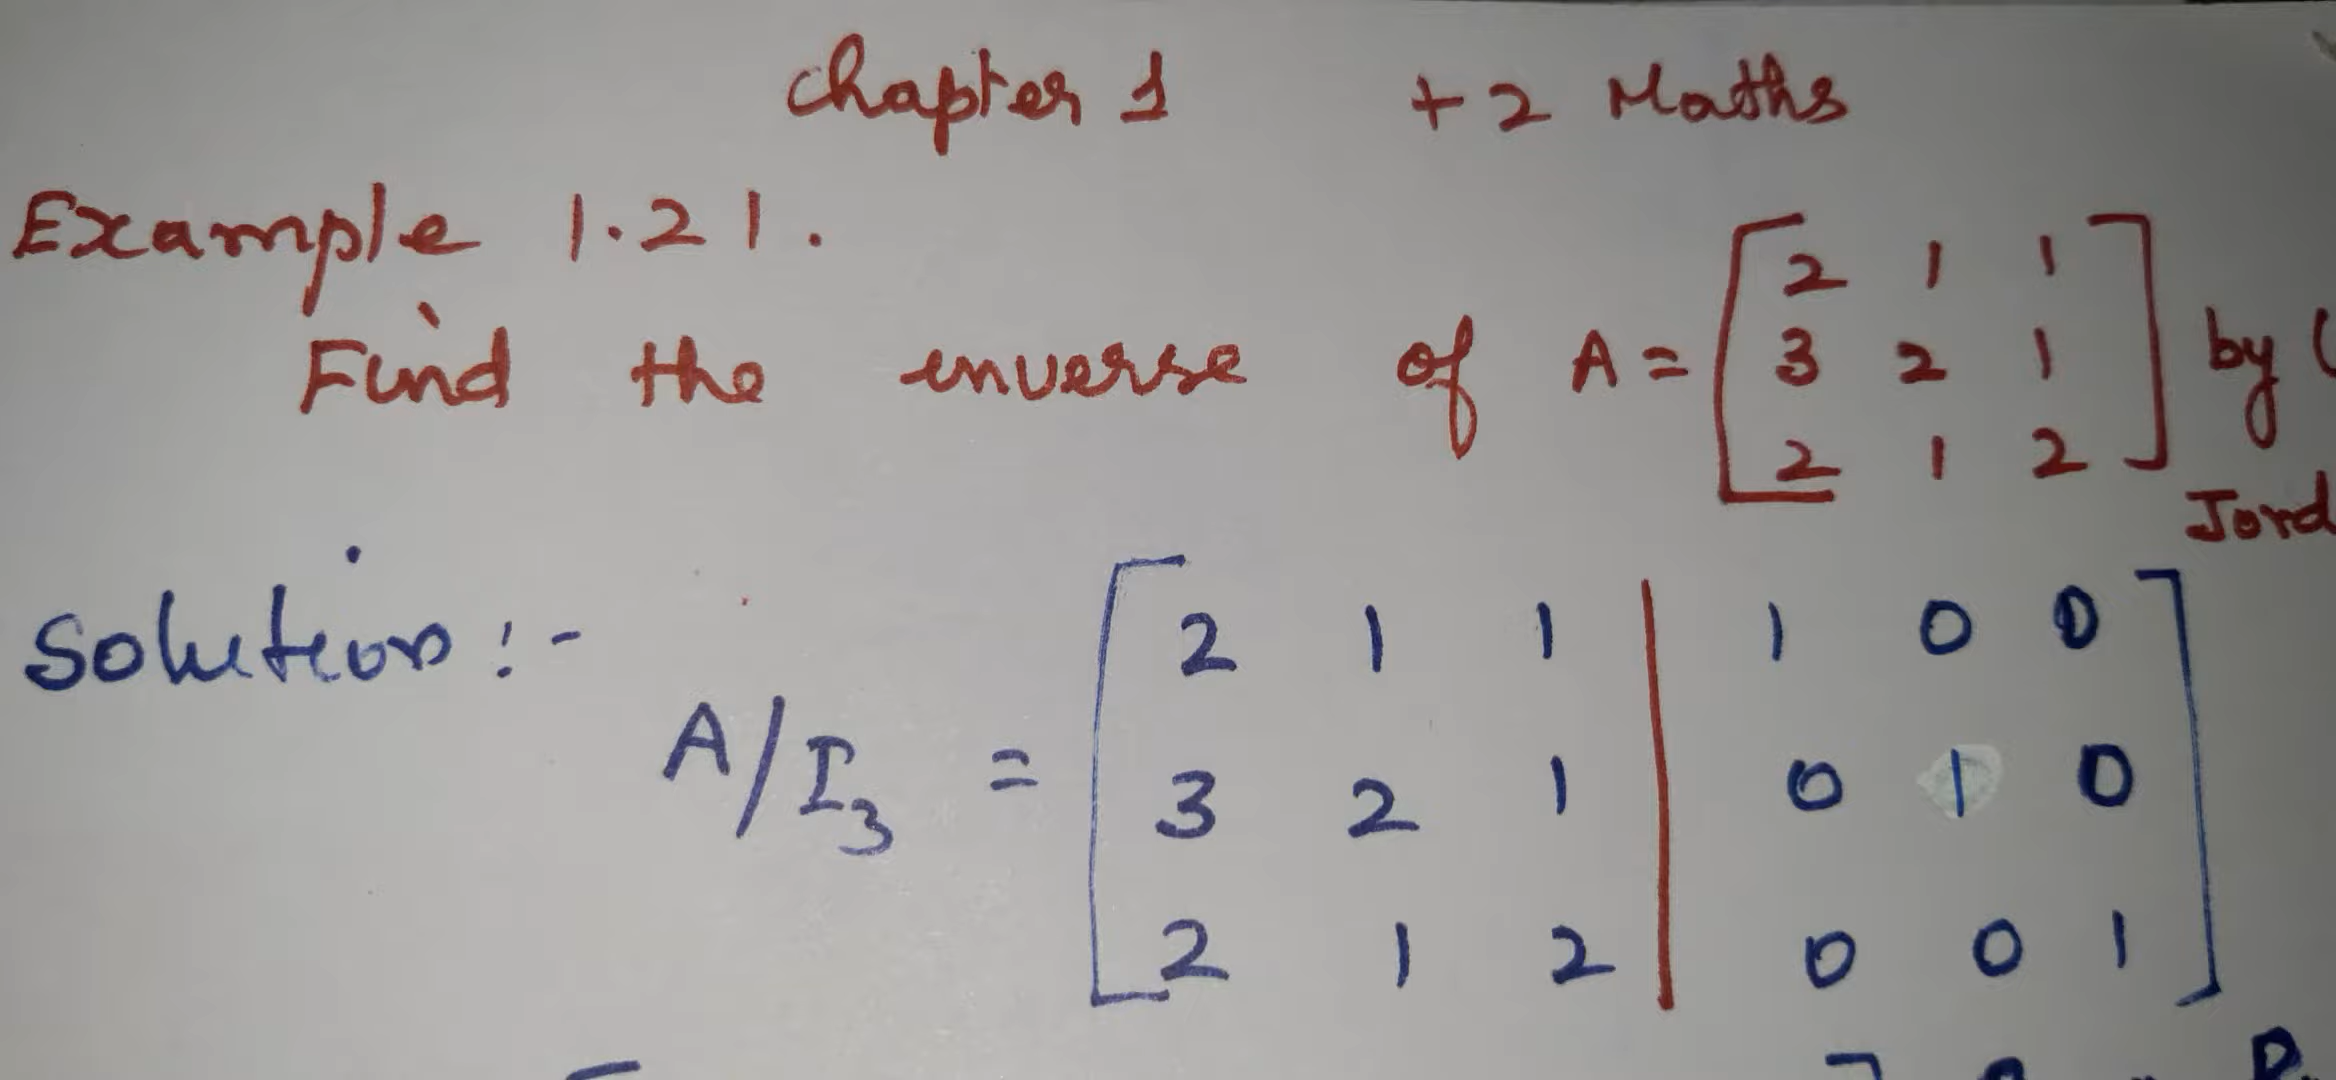 Chapter 1 +2 Maths
Example 1.21.
Find the inverse of A = [2 1 1
3 2 1
2 1 2] by
Jord
Solution :-
A/I₃ = [2 1 1 | 1 0 0
3 2 1 | 0 1 0
2 1 2 | 0 0 1]